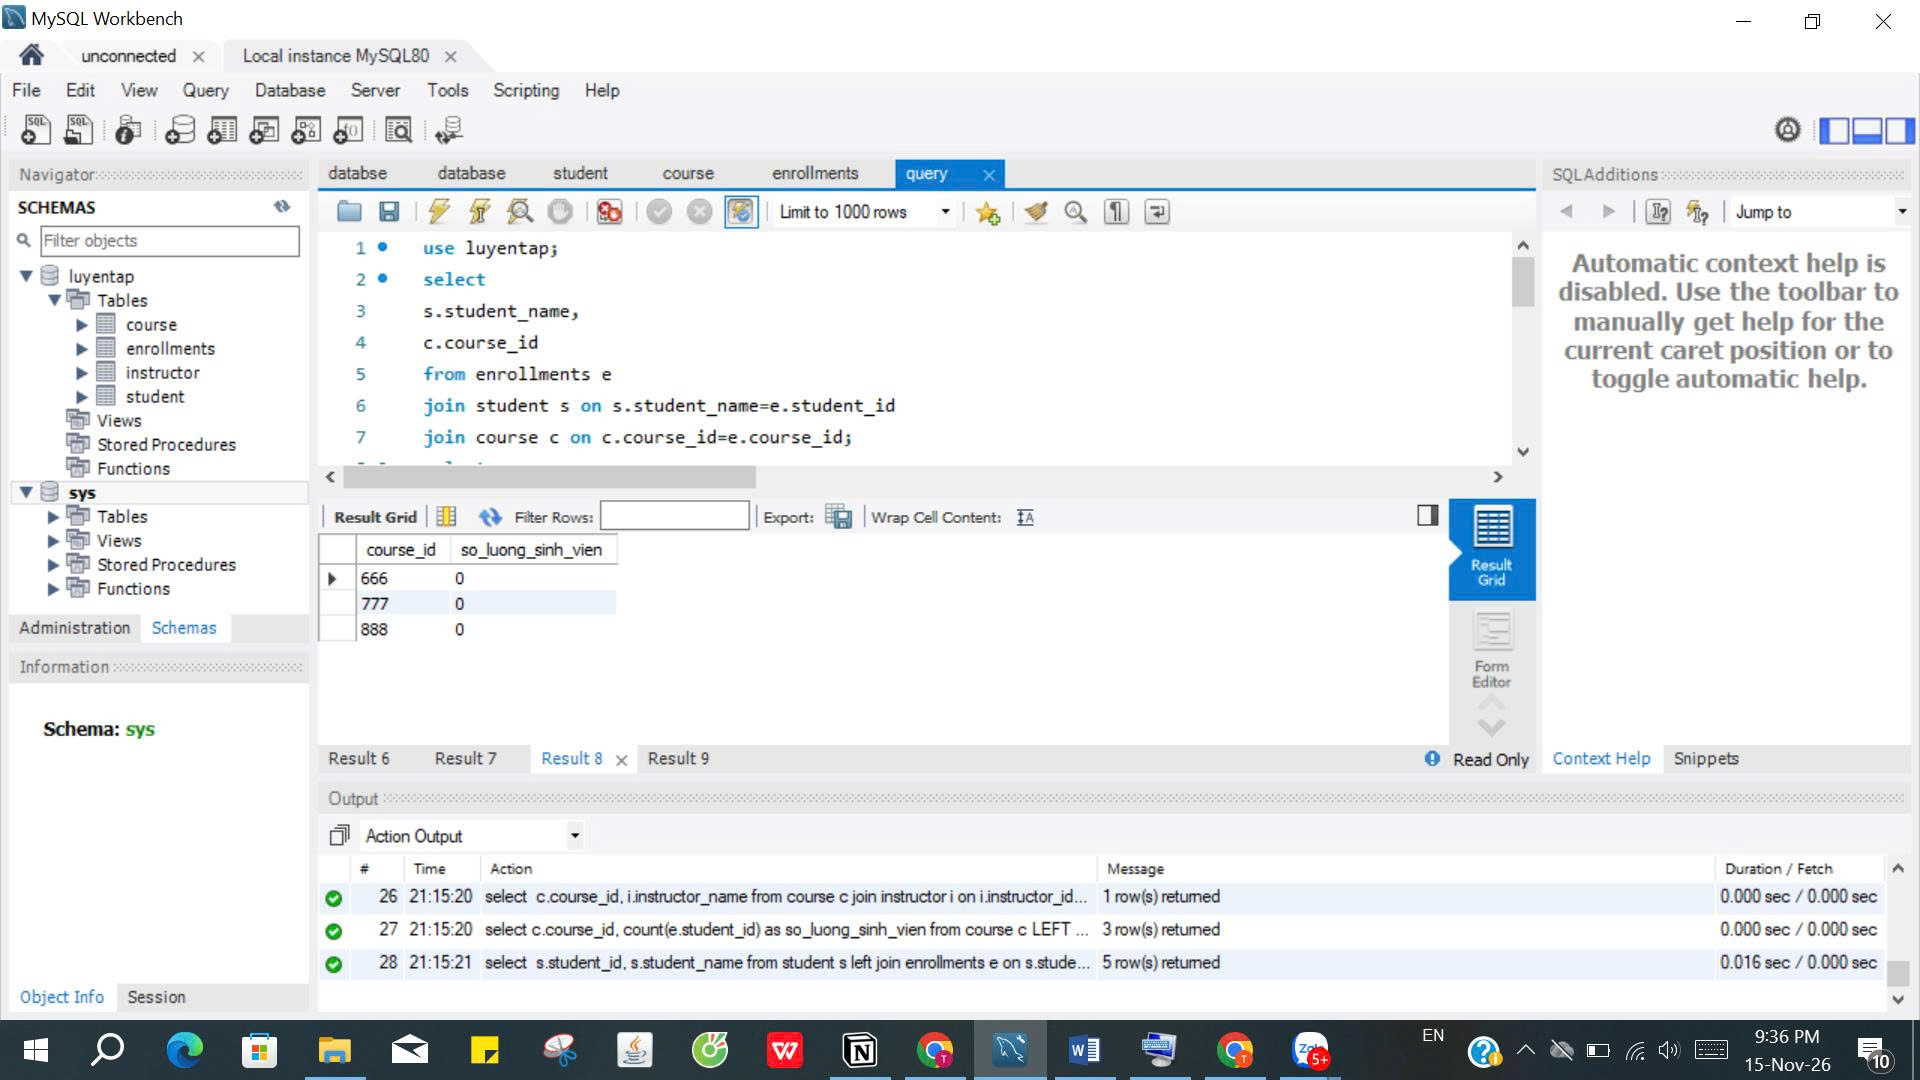 MySQL Workbench
unconnected
Local instance MySQL80
File Edit View Query Database Server Tools Scripting Help
Navigator
SCHEMAS
Filter objects
luyentap
Tables
course
enrollments
instructor
student
Views
Stored Procedures
Functions
sys
Tables
Views
Stored Procedures
Functions
Administration Schemas
Information
Schema: sys
Object Info Session
databse database student course enrollments query
Limit to 1000 rows
1 use luyentap;
2 select
3 s.student_name,
4 c.course_id
5 from enrollments e
6 join student s on s.student_name=e.student_id
7 join course c on c.course_id=e.course_id;
Result Grid Filter Rows: Export: Wrap Cell Content:
course_id so_luong_sinh_vien
666 0
777 0
888 0
Result Grid
Form Editor
Result 6 Result 7 Result 8 Result 9
Read Only
SQLAdditions
Jump to
Automatic context help is
disabled. Use the toolbar to
manually get help for the
current caret position or to
toggle automatic help.
Context Help Snippets
Output
Action Output
# Time Action Message Duration / Fetch
26 21:15:20 select c.course_id, i.instructor_name from course c join instructor i on i.instructor_id... 1 row(s) returned 0.000 sec / 0.000 sec
27 21:15:20 select c.course_id, count(e.student_id) as so_luong_sinh_vien from course c LEFT ... 3 row(s) returned 0.000 sec / 0.000 sec
28 21:15:21 select s.student_id, s.student_name from student s left join enrollments e on s.stude... 5 row(s) returned 0.016 sec / 0.000 sec
EN
9:36 PM
15-Nov-26
10
5+